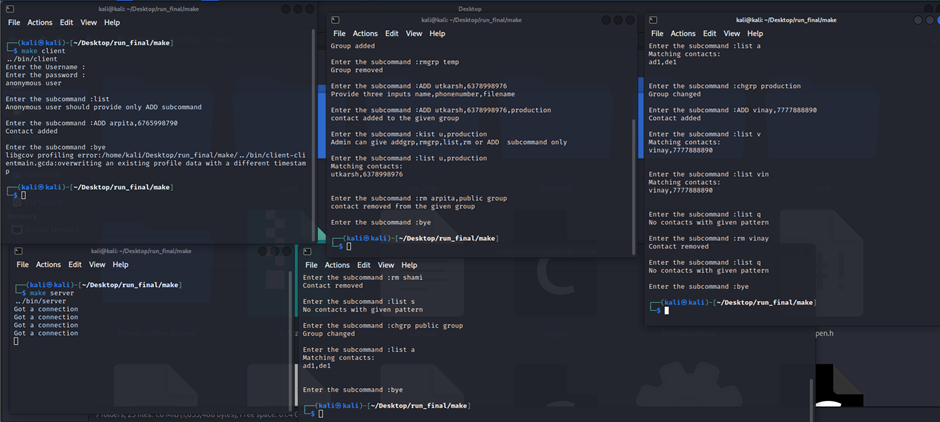 kali@kali: ~/Desktop/run_final/make
File Actions Edit View Help
(kali㉿kali)-[~/Desktop/run_final/make]
$ make client
../bin/client
Enter the Username :
Enter the password :
anonymous user
Enter the subcommand :list
Anonymous user should provide only ADD subcommand
Enter the subcommand :ADD arpita,6765998790
Contact added
Enter the subcommand :bye
libgcov profiling error:/home/kali/Desktop/run_final/make/../bin/client-cli
entmain.gcda:overwriting an existing profile data with a different timestam
p
(kali㉿kali)-[~/Desktop/run_final/make]
$
Desktop
kali@kali: ~/Desktop/run_final/make
File Actions Edit View Help
Group added
Enter the subcommand :rmgrp temp
Group removed
Enter the subcommand :ADD utkarsh,6378998976
Provide three inputs name,phonenumber,filename
Enter the subcommand :ADD utkarsh,6378998976,production
contact added to the given group
Enter the subcommand :kist u,production
Admin can give addgrp,rmgrp,list,rm or ADD  subcommand only
Enter the subcommand :list u,production
Matching contacts:
utkarsh,6378998976
Enter the subcommand :rm arpita,public group
contact removed from the given group
Enter the subcommand :bye
(kali㉿kali)-[~/Desktop/run_final/make]
$
kali@kali: ~/Desktop/run_final/make
File Actions Edit View Help
Enter the subcommand :list a
Matching contacts:
ad1,de1
Enter the subcommand :chgrp production
Group changed
Enter the subcommand :ADD vinay,7777888890
Contact added
Enter the subcommand :list v
Matching contacts:
vinay,7777888890
Enter the subcommand :list vin
Matching contacts:
vinay,7777888890
Enter the subcommand :list q
No contacts with given pattern
Enter the subcommand :rm vinay
Contact removed
Enter the subcommand :list q
No contacts with given pattern
Enter the subcommand :bye
(kali㉿kali)-[~/Desktop/run_final/make]
$
kali@kali: ~/Desktop/run_final/make
File Actions Edit View Help
(kali㉿kali)-[~/Desktop/run_final/make]
$ make server
../bin/server
Got a connection
Got a connection
Got a connection
Got a connection
File Actions Edit View Help
Enter the subcommand :rm shami
Contact removed
Enter the subcommand :list s
No contacts with given pattern
Enter the subcommand :chgrp public group
Group changed
Enter the subcommand :list a
Matching contacts:
ad1,de1
Enter the subcommand :bye
(kali㉿kali)-[~/Desktop/run_final/make]
$
pen.h